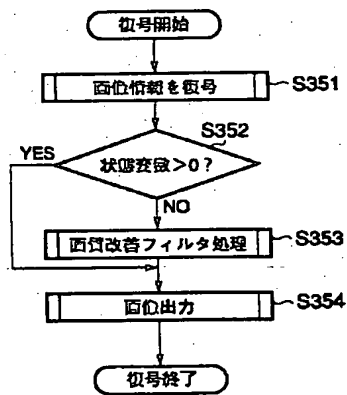 復号開始
画像情報を復号
S351
S352
状態変数>0?
YES
NO
画質改善フィルタ処理
S353
画像出力
S354
復号終了